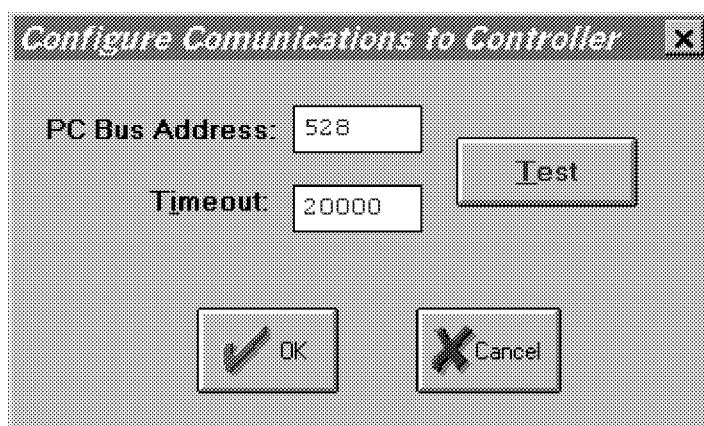 Configure Comunications to Controller
PC Bus Address: 528
Test
Timeout: 20000
OK
Cancel